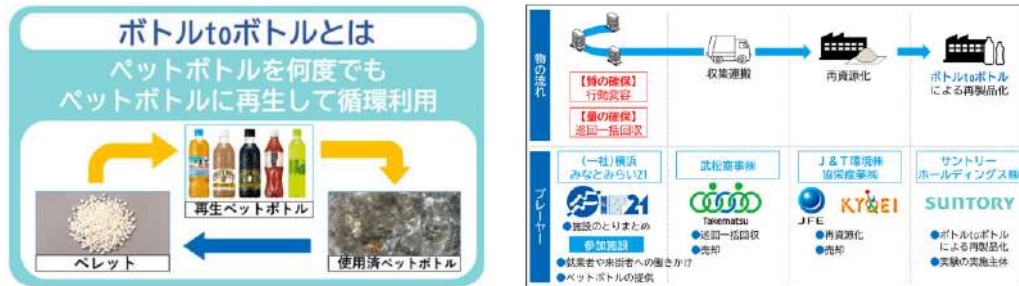 ボトルtoボトルとは
ペットボトルを何度でも
ペットボトルに再生して循環利用
再生ペットボトル
ペレット
使用済ペットボトル
物の流れ
【質の確保】
行動変容
【量の確保】
巡回一括回収
収集運搬
再資源化
ボトルtoボトル
による再製品化
プレーヤー
(一社)横浜
みなとみらい21
21
●施設のとりまとめ
参加施設
●就業者や来街者への働きかけ
●ペットボトルの提供
武松商事㈱
Takematsu
●巡回一括回収
●売却
J&T環境㈱
協栄産業㈱
JFE
KYOEI
●再資源化
●売却
サントリー
ホールディングス㈱
SUNTORY
●ボトルtoボトル
による再製品化
●実験の実施主体